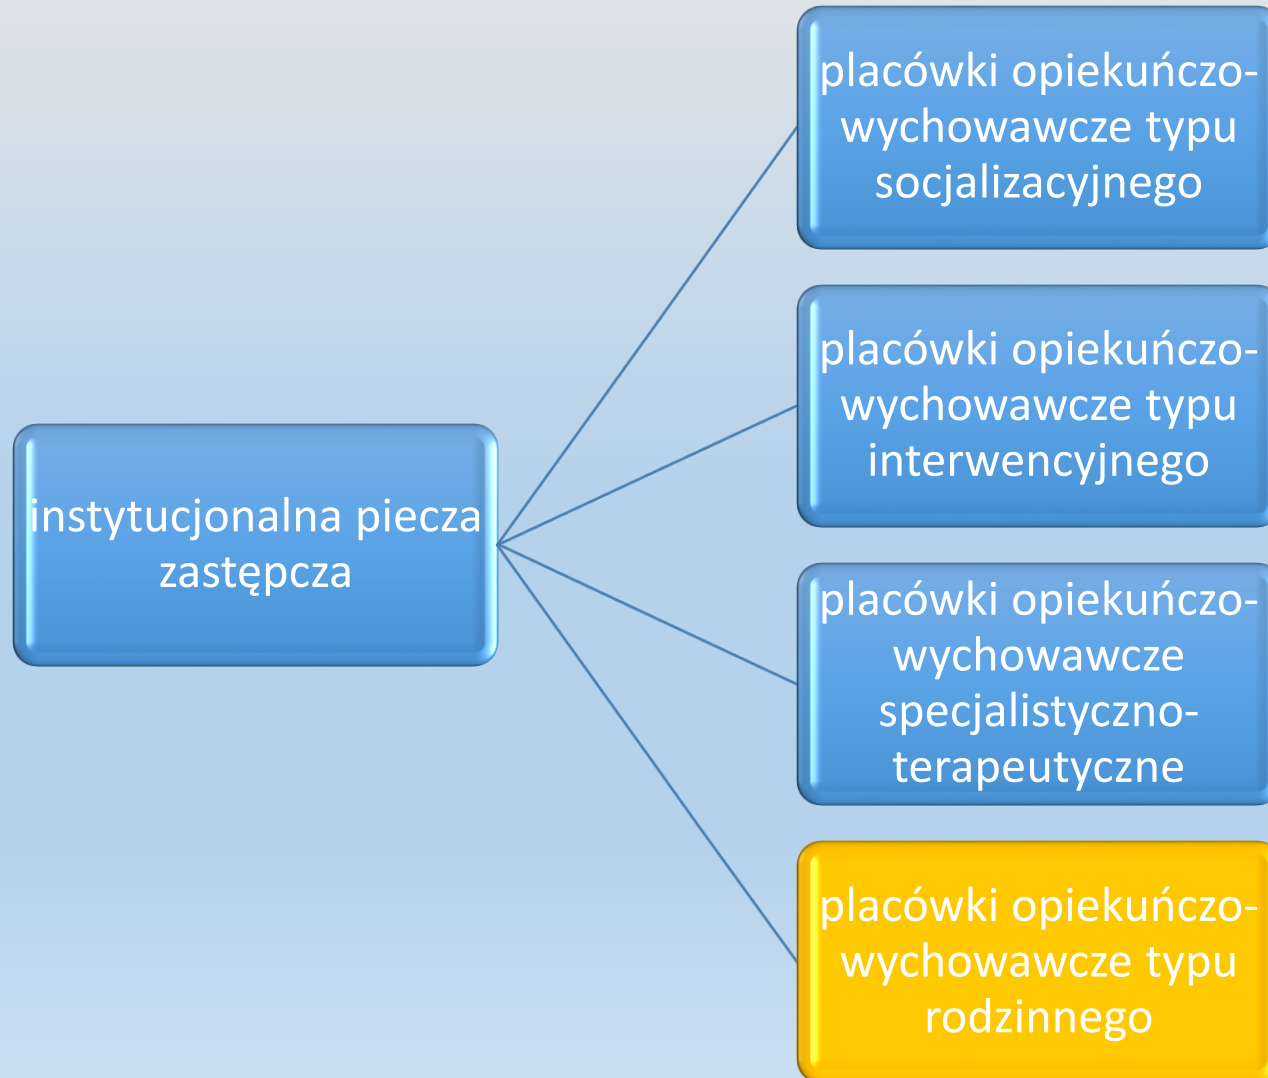 instytucjonalna piecza
zastępcza
placówki opiekuńczo-
wychowawcze typu
socjalizacyjnego
placówki opiekuńczo-
wychowawcze typu
interwencyjnego
placówki opiekuńczo-
wychowawcze
specjalistyczno-
terapeutyczne
placówki opiekuńczo-
wychowawcze typu
rodzinnego